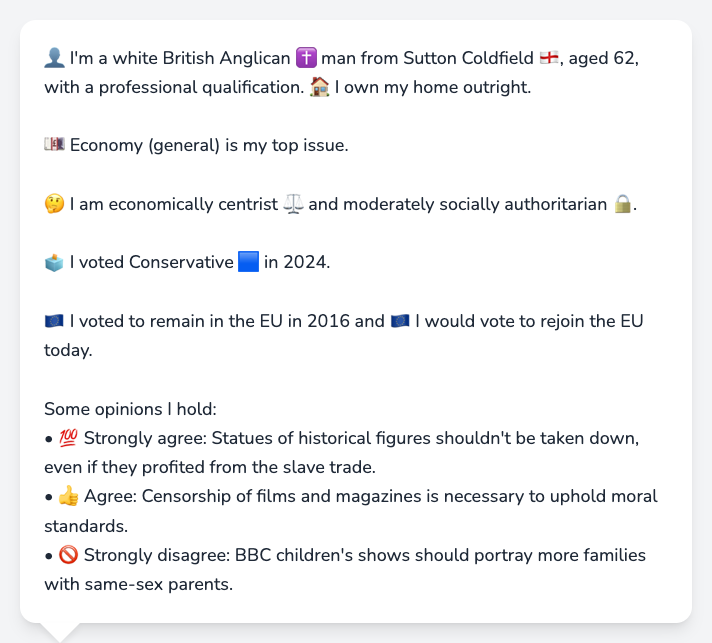 👤 I'm a white British Anglican ✝️ man from Sutton Coldfield 🏴󠁧󠁢󠁥󠁮󠁧󠁿, aged 62,
with a professional qualification. 🏠 I own my home outright.
💷 Economy (general) is my top issue.
🤔 I am economically centrist ⚖️ and moderately socially authoritarian 🔒.
🗳️ I voted Conservative 🟦 in 2024.
🇪🇺 I voted to remain in the EU in 2016 and 🇪🇺 I would vote to rejoin the EU
today.
Some opinions I hold:
• 💯 Strongly agree: Statues of historical figures shouldn't be taken down,
even if they profited from the slave trade.
• 👍 Agree: Censorship of films and magazines is necessary to uphold moral
standards.
• 🚫 Strongly disagree: BBC children's shows should portray more families
with same-sex parents.